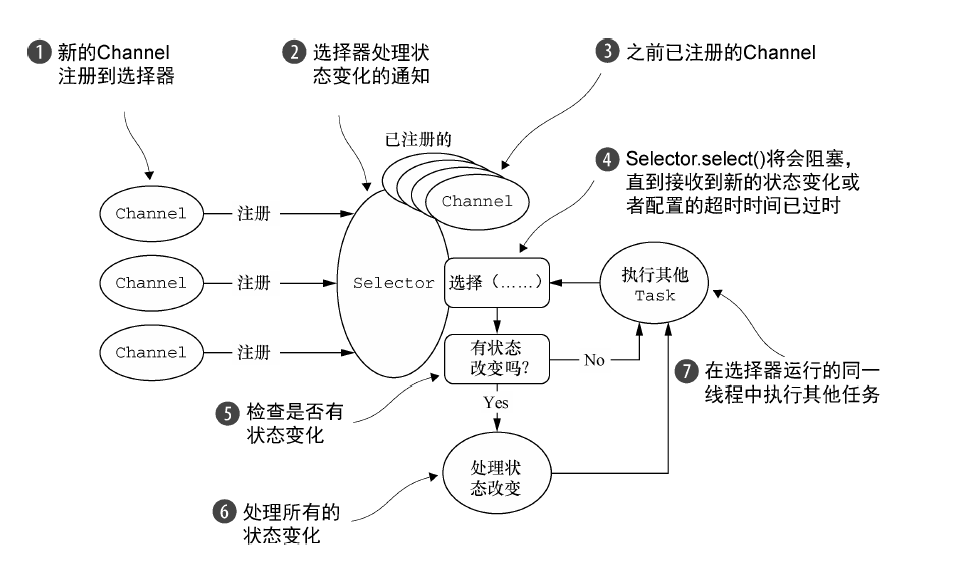 1 新的Channel
注册到选择器
2 选择器处理状
态变化的通知
3 之前已注册的Channel
已注册的
4 Selector.select()将会阻塞，
直到接收到新的状态变化或
者配置的超时时间已过时
Channel
Channel
注册
Channel
注册
Selector
选择（……）
执行其他
Task
Channel
注册
有状态
改变吗?
No
7 在选择器运行的同一
线程中执行其他任务
5 检查是否有
状态变化
Yes
处理状
态改变
6 处理所有的
状态变化